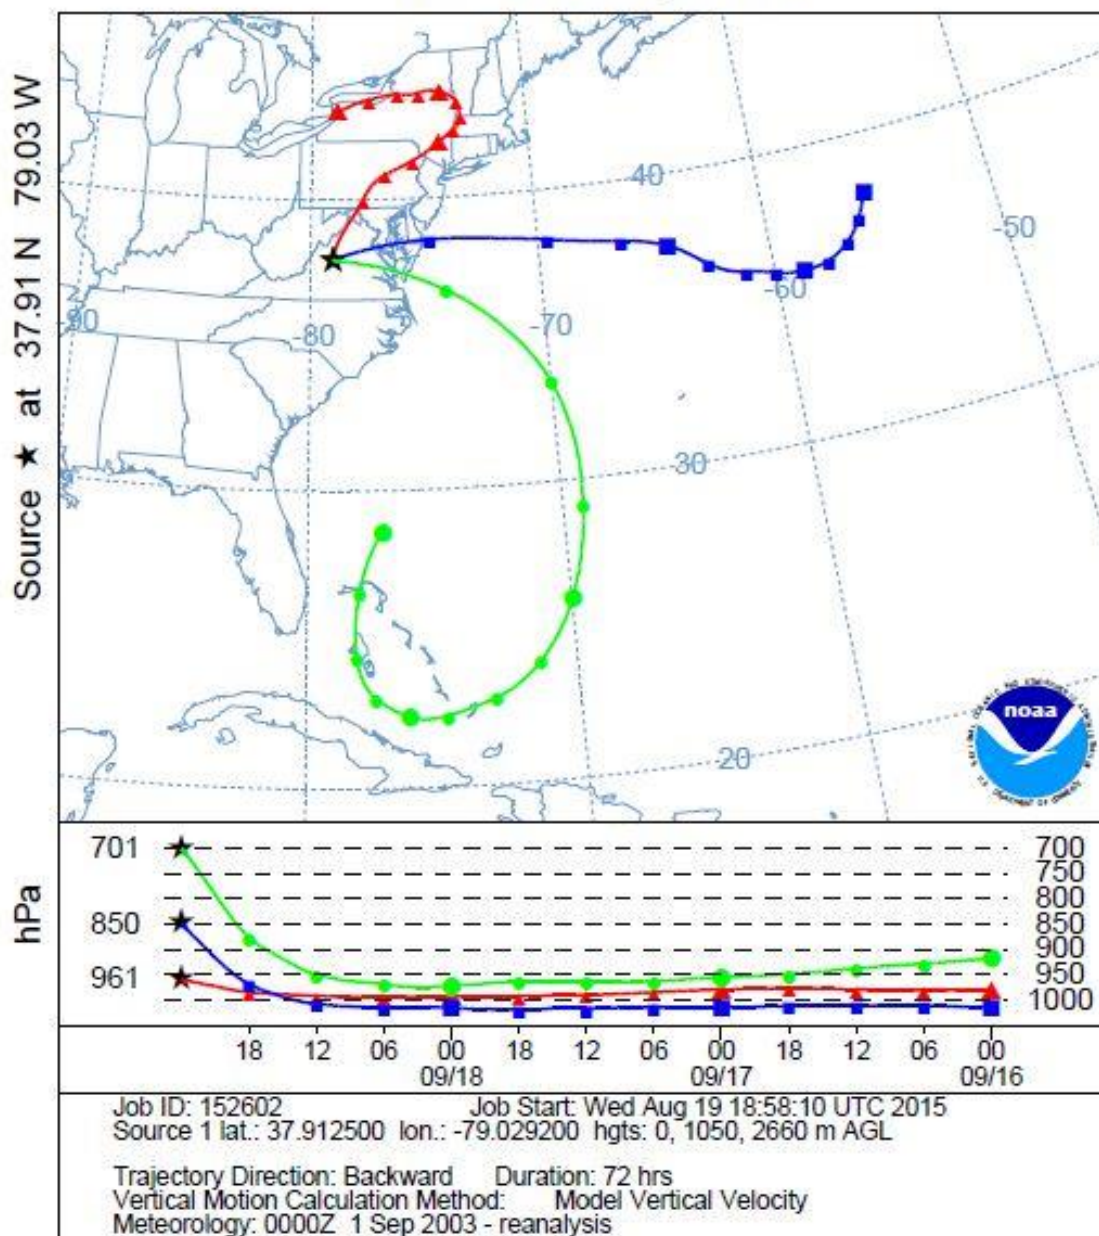 Source ★ at 37.91 N 79.03 W
40
-50
-60
-90
-80
-70
30
20
noaa
hPa
701
850
961
700
750
800
850
900
950
1000
18 12 06 00 18 12 06 00 18 12 06 00
09/18 09/17 09/16
Job ID: 152602 Job Start: Wed Aug 19 18:58:10 UTC 2015
Source 1 lat.: 37.912500 lon.: -79.029200 hgts: 0, 1050, 2660 m AGL
Trajectory Direction: Backward Duration: 72 hrs
Vertical Motion Calculation Method: Model Vertical Velocity
Meteorology: 0000Z 1 Sep 2003 - reanalysis